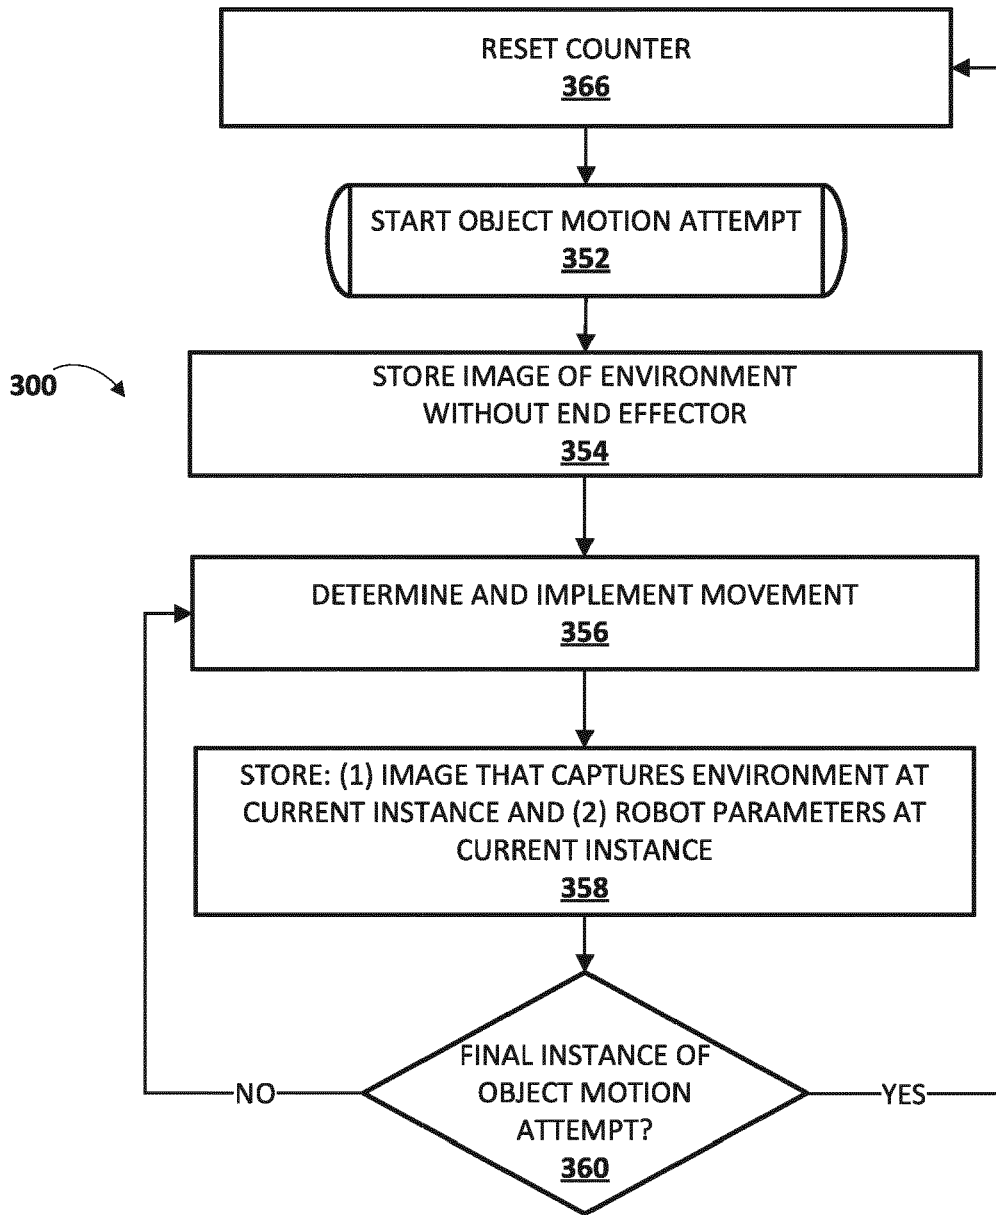 RESET COUNTER
366
START OBJECT MOTION ATTEMPT
352
300
STORE IMAGE OF ENVIRONMENT
WITHOUT END EFFECTOR
354
DETERMINE AND IMPLEMENT MOVEMENT
356
STORE: (1) IMAGE THAT CAPTURES ENVIRONMENT AT
CURRENT INSTANCE AND (2) ROBOT PARAMETERS AT
CURRENT INSTANCE
358
FINAL INSTANCE OF
OBJECT MOTION
ATTEMPT?
360
NO
YES